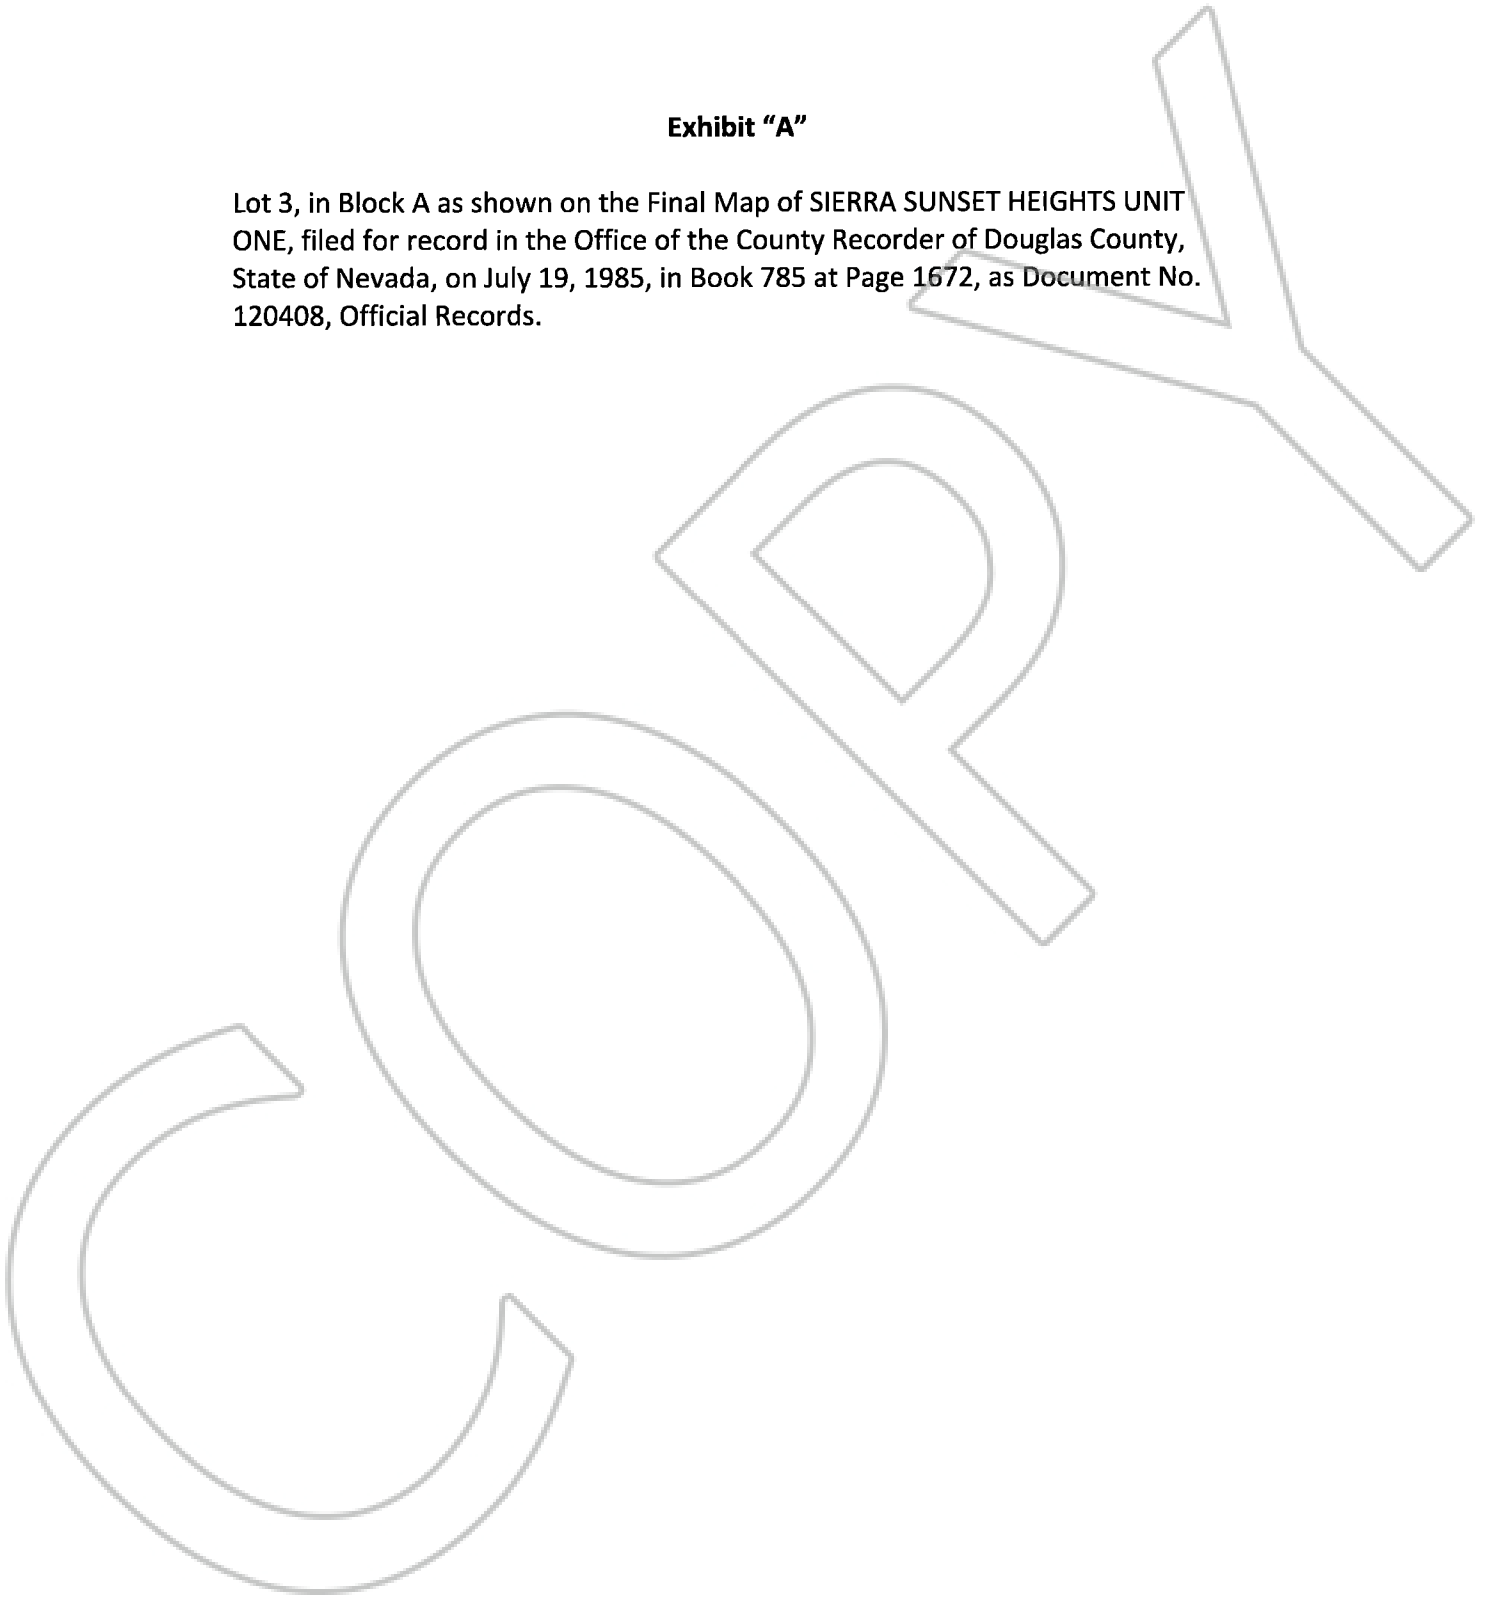 Exhibit “A”
Lot 3, in Block A as shown on the Final Map of SIERRA SUNSET HEIGHTS UNIT
ONE, filed for record in the Office of the County Recorder of Douglas County,
State of Nevada, on July 19, 1985, in Book 785 at Page 1672, as Document No.
120408, Official Records.
COPY